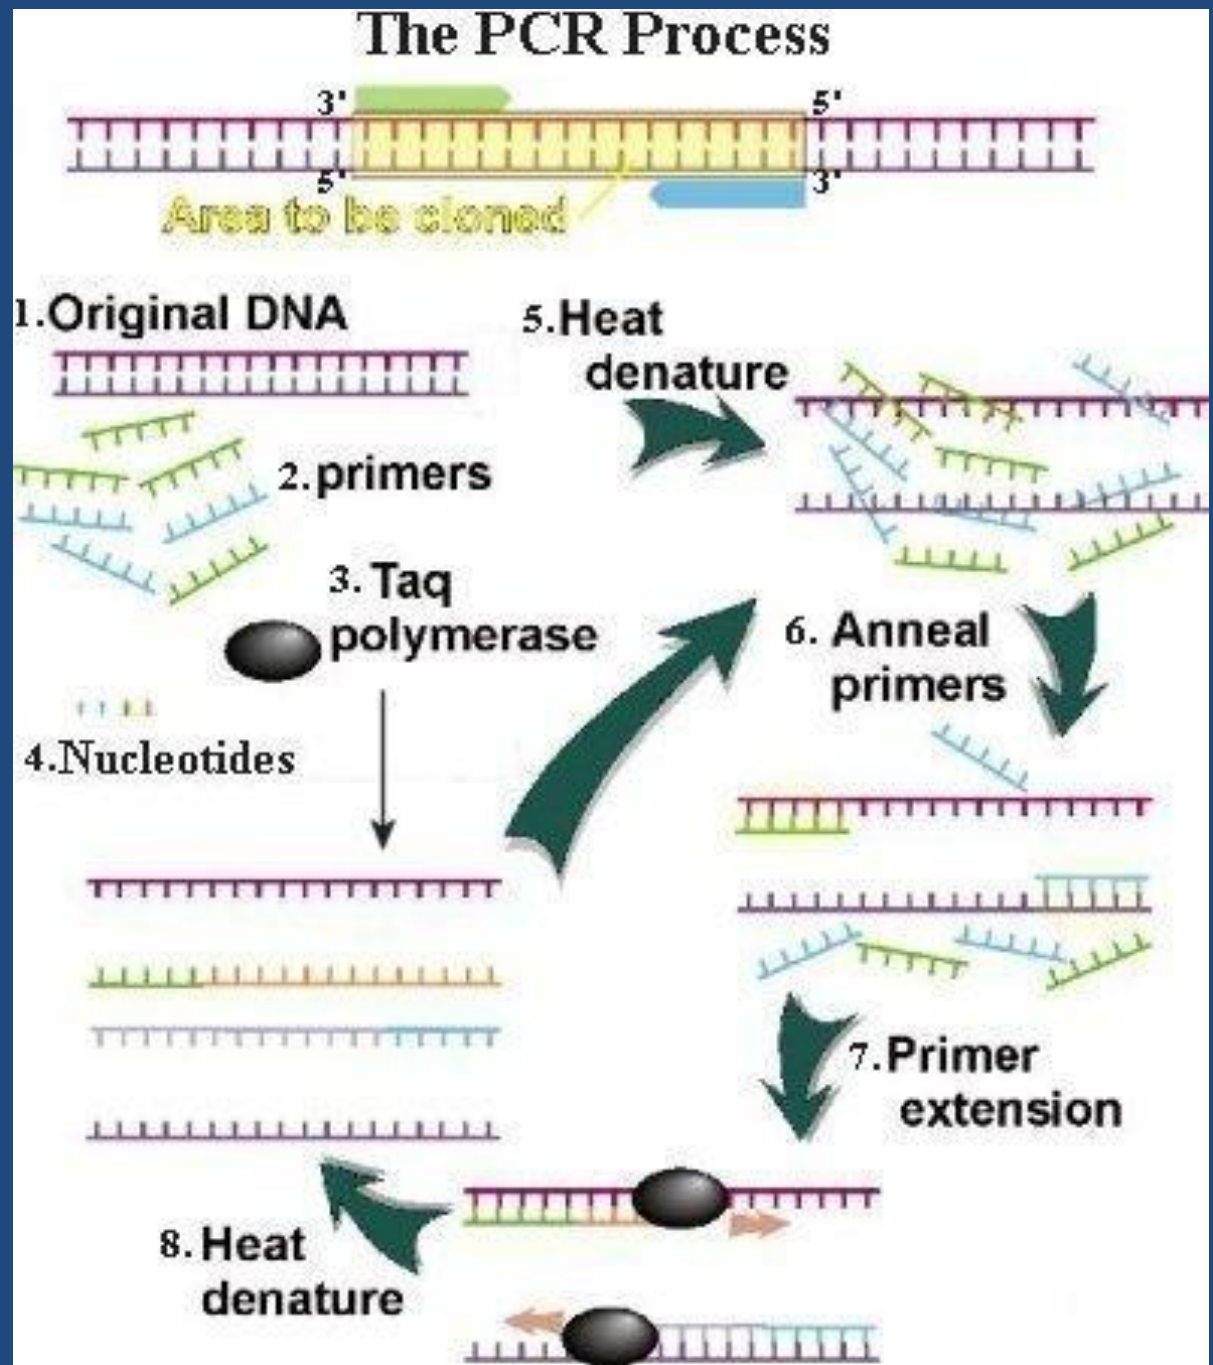 The PCR Process
3' 5'
5' 3'
Area to be cloned
1.Original DNA
2.primers
3. Taq
polymerase
4.Nucleotides
5.Heat
denature
6. Anneal
primers
7.Primer
extension
8.Heat
denature